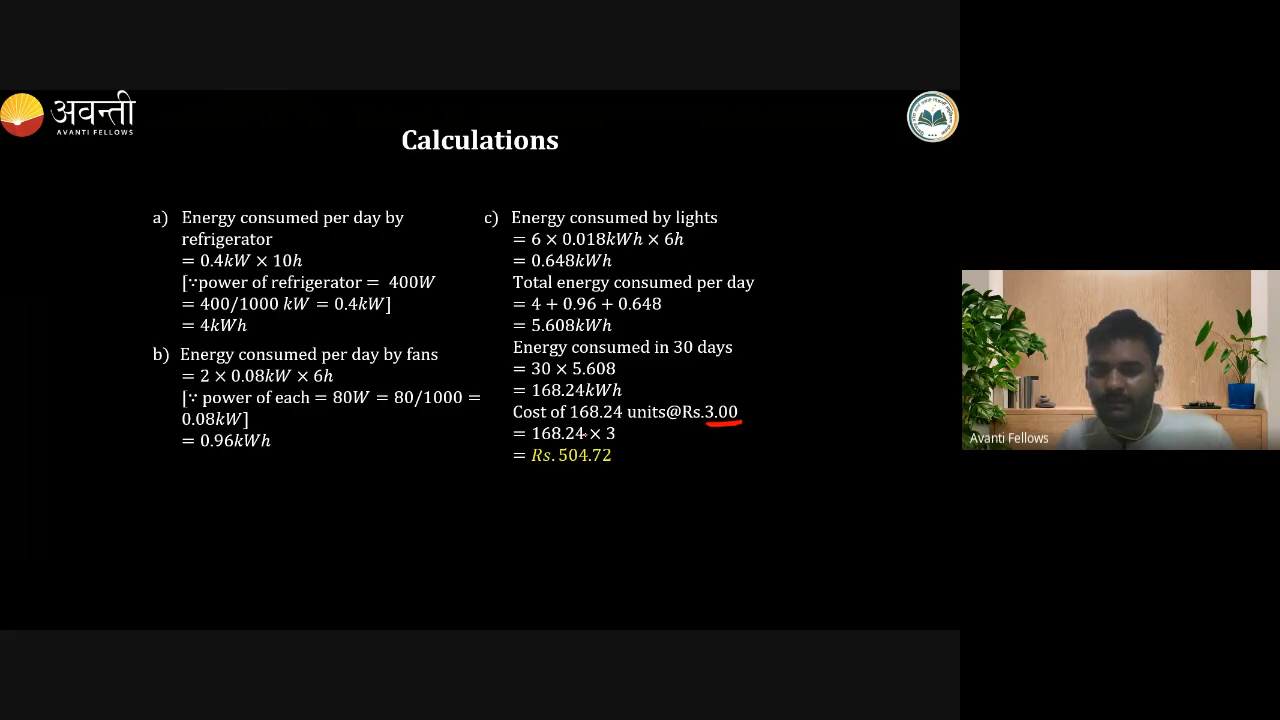 अवन्ती
AVANTI FELLOWS
Calculations
a) Energy consumed per day by
refrigerator
= 0.4kW × 10h
[∵power of refrigerator = 400W
= 400/1000 kW = 0.4kW]
= 4kWh
b) Energy consumed per day by fans
= 2 × 0.08kW × 6h
[∵ power of each = 80W = 80/1000 =
0.08kW]
= 0.96kWh
c) Energy consumed by lights
= 6 × 0.018kWh × 6h
= 0.648kWh
Total energy consumed per day
= 4 + 0.96 + 0.648
= 5.608kWh
Energy consumed in 30 days
= 30 × 5.608
= 168.24kWh
Cost of 168.24 units@Rs.3.00
= 168.24 × 3
= Rs. 504.72
Avanti Fellows